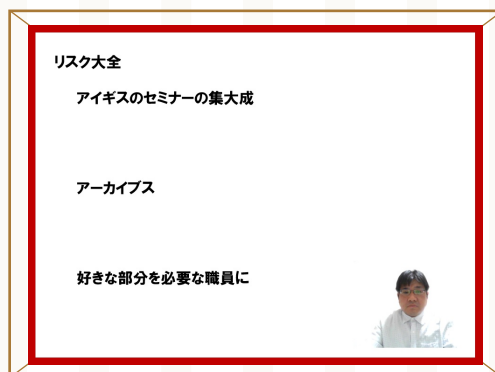 リスク大全
アイギスのセミナーの集大成
アーカイブス
好きな部分を必要な職員に